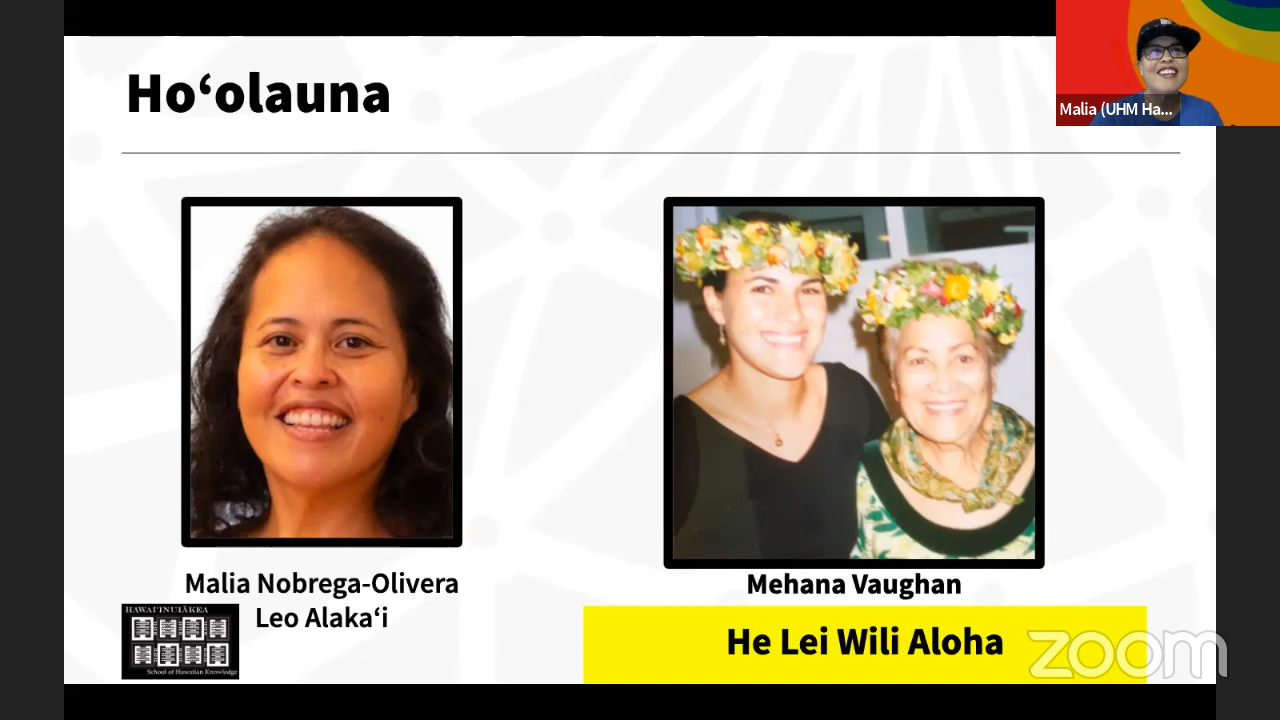 Hoʻolauna
Malia (UHM Ha...
Malia Nobrega-Olivera
Leo Alakaʻi
Mehana Vaughan
He Lei Wili Aloha
HAWAIʻINUIĀKEA
School of Hawaiian Knowledge
zoom